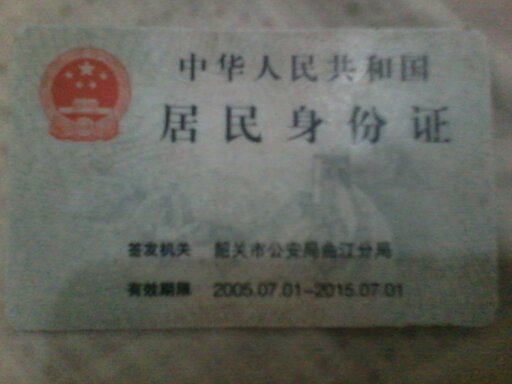 中华人民共和国
居民身份证
签发机关 韶关市公安局曲江分局
有效期限 2005.07.01-2015.07.01